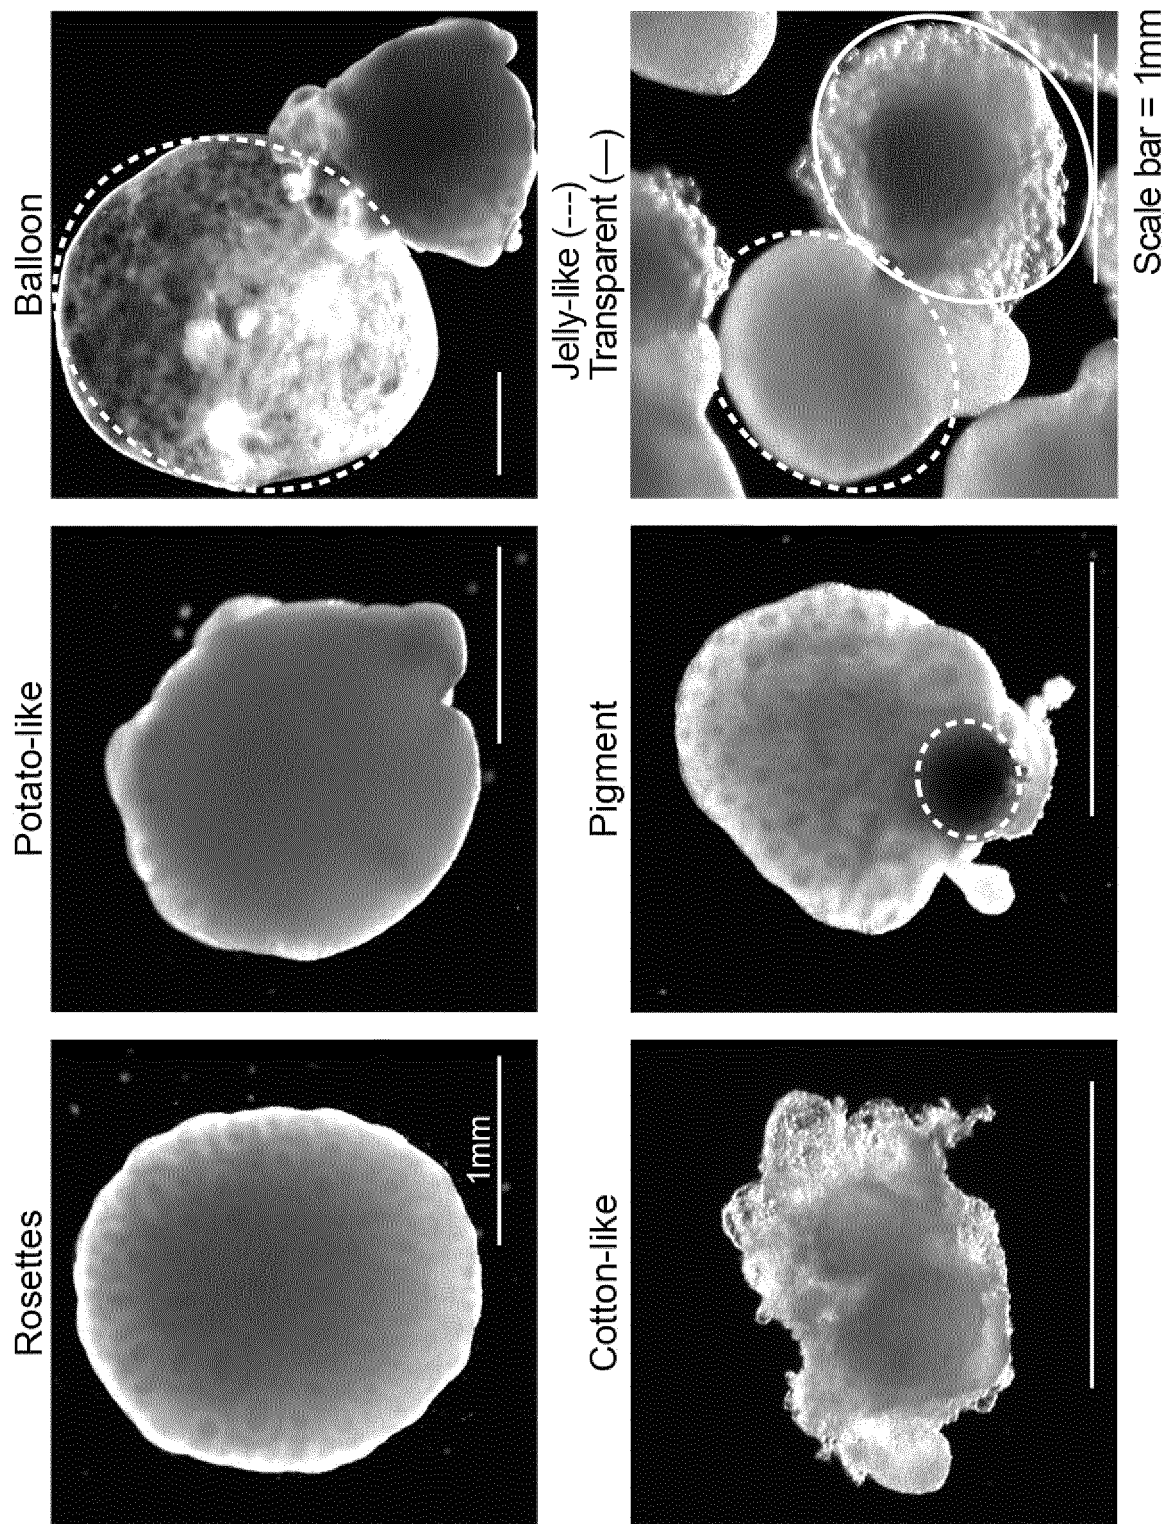 Rosettes
Potato-like
Balloon
1mm
Cotton-like
Pigment
Jelly-like (---)
Transparent (—)
Scale bar = 1mm